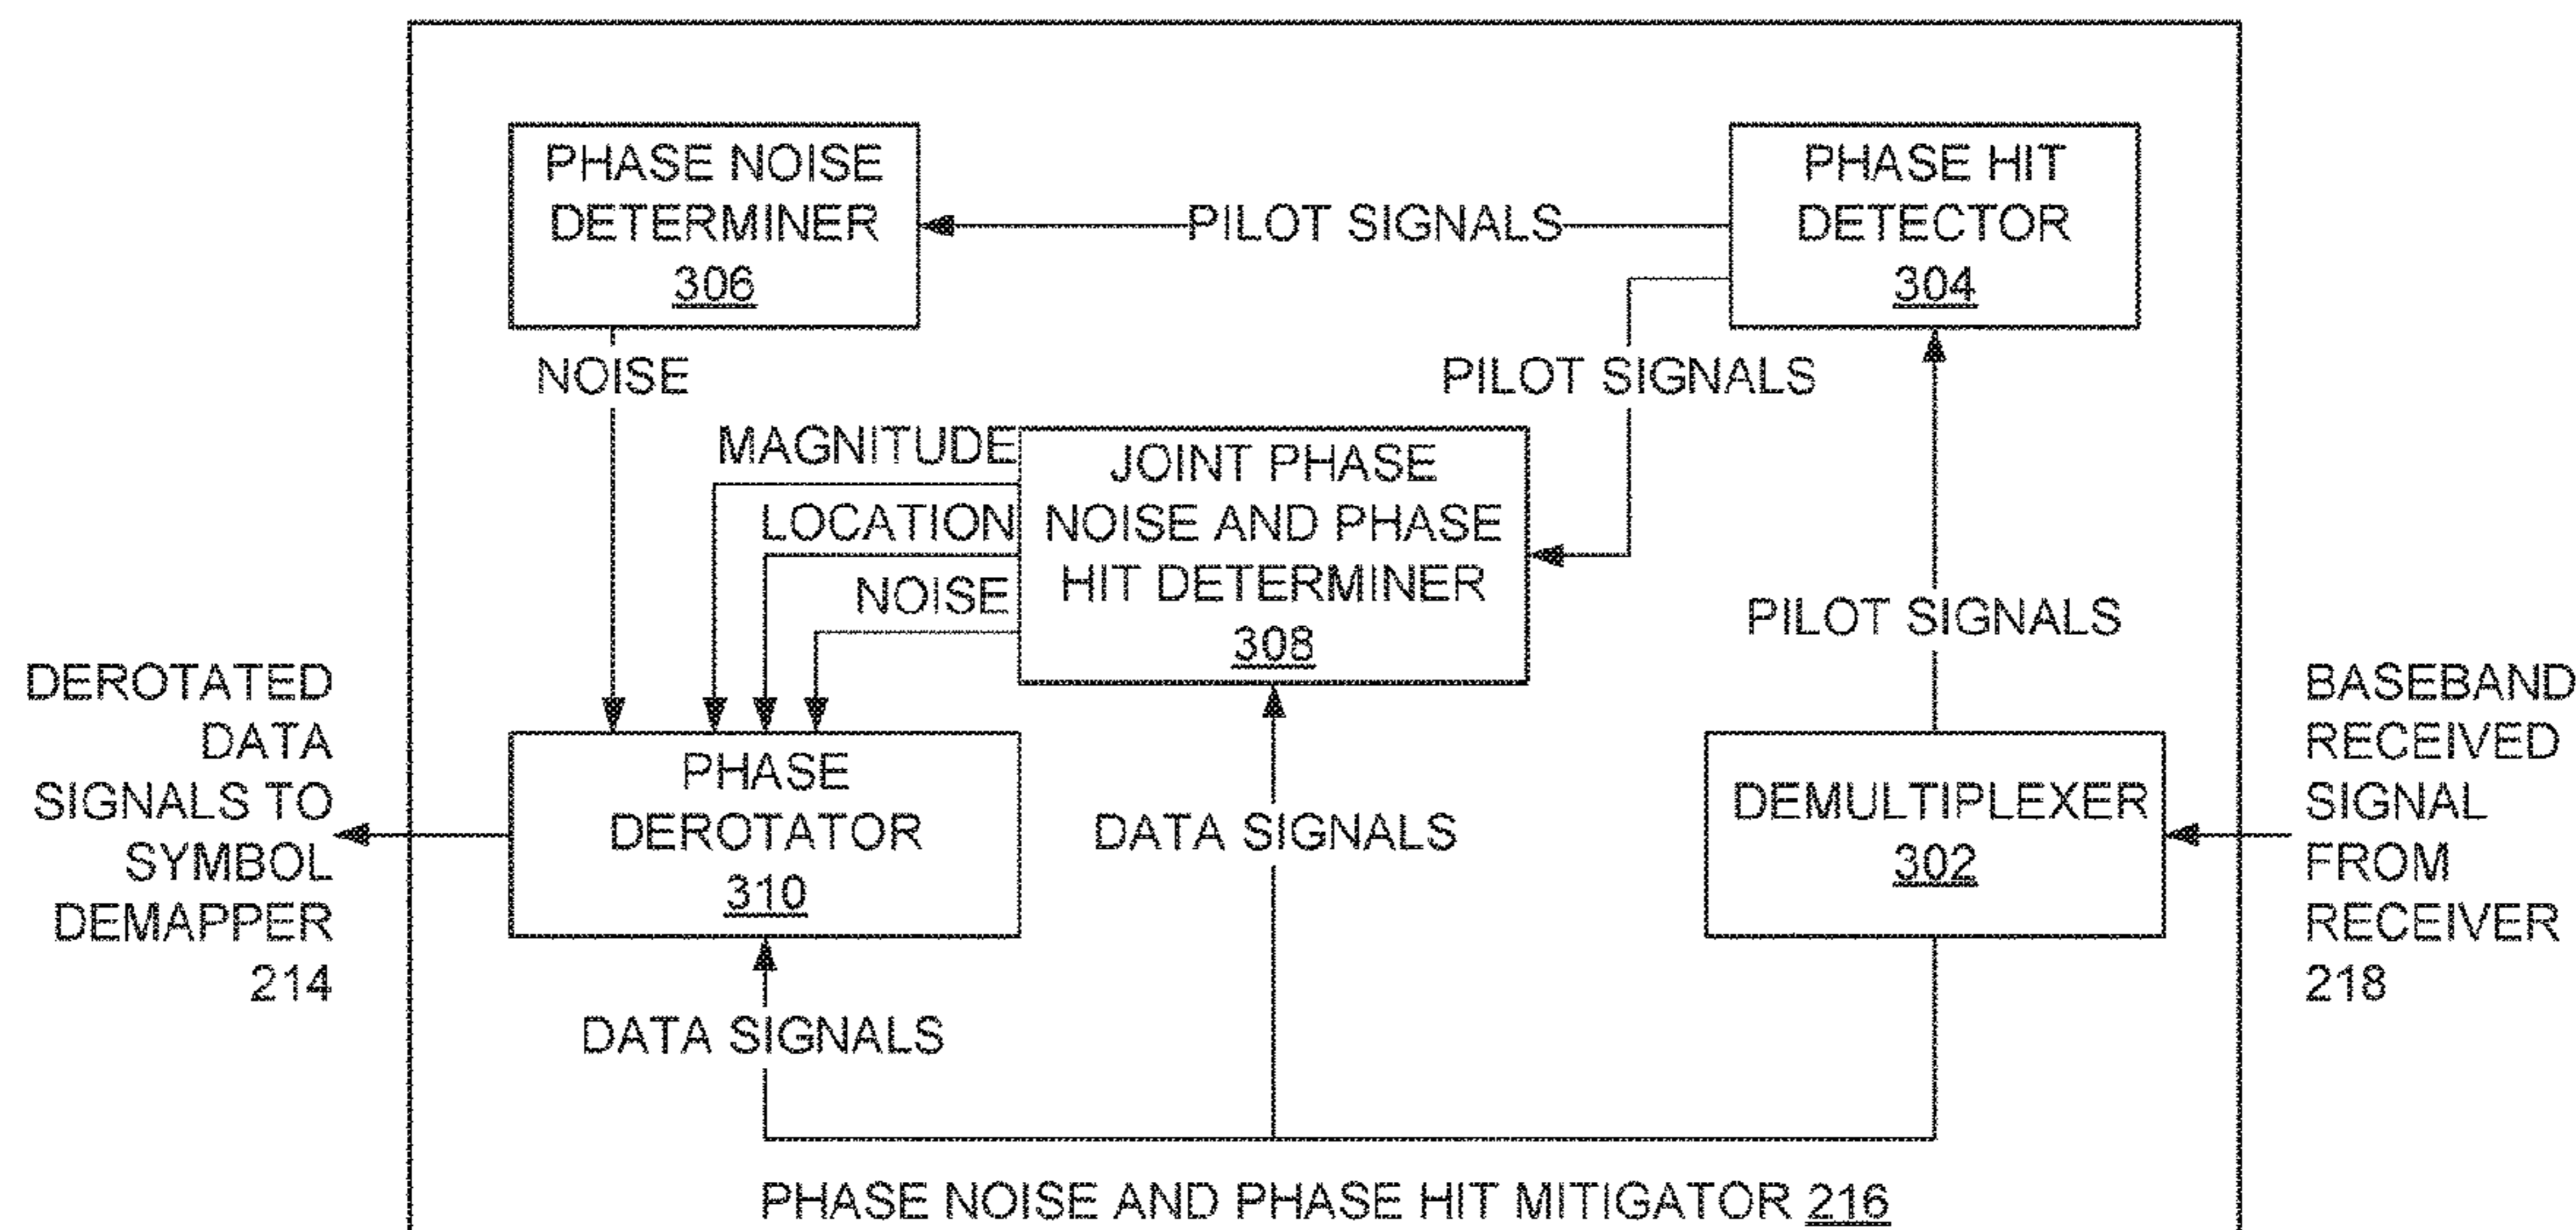 PHASE NOISE
DETERMINER
306
PILOT SIGNALS
PHASE HIT
DETECTOR
304
NOISE
PILOT SIGNALS
MAGNITUDE
LOCATION
NOISE
JOINT PHASE
NOISE AND PHASE
HIT DETERMINER
308
PILOT SIGNALS
DEROTATED
DATA
SIGNALS TO
SYMBOL
DEMAPPER
214
PHASE
DEROTATOR
310
DATA SIGNALS
DEMULTIPLEXER
302
BASEBAND
RECEIVED
SIGNAL
FROM
RECEIVER
218
DATA SIGNALS
PHASE NOISE AND PHASE HIT MITIGATOR 216